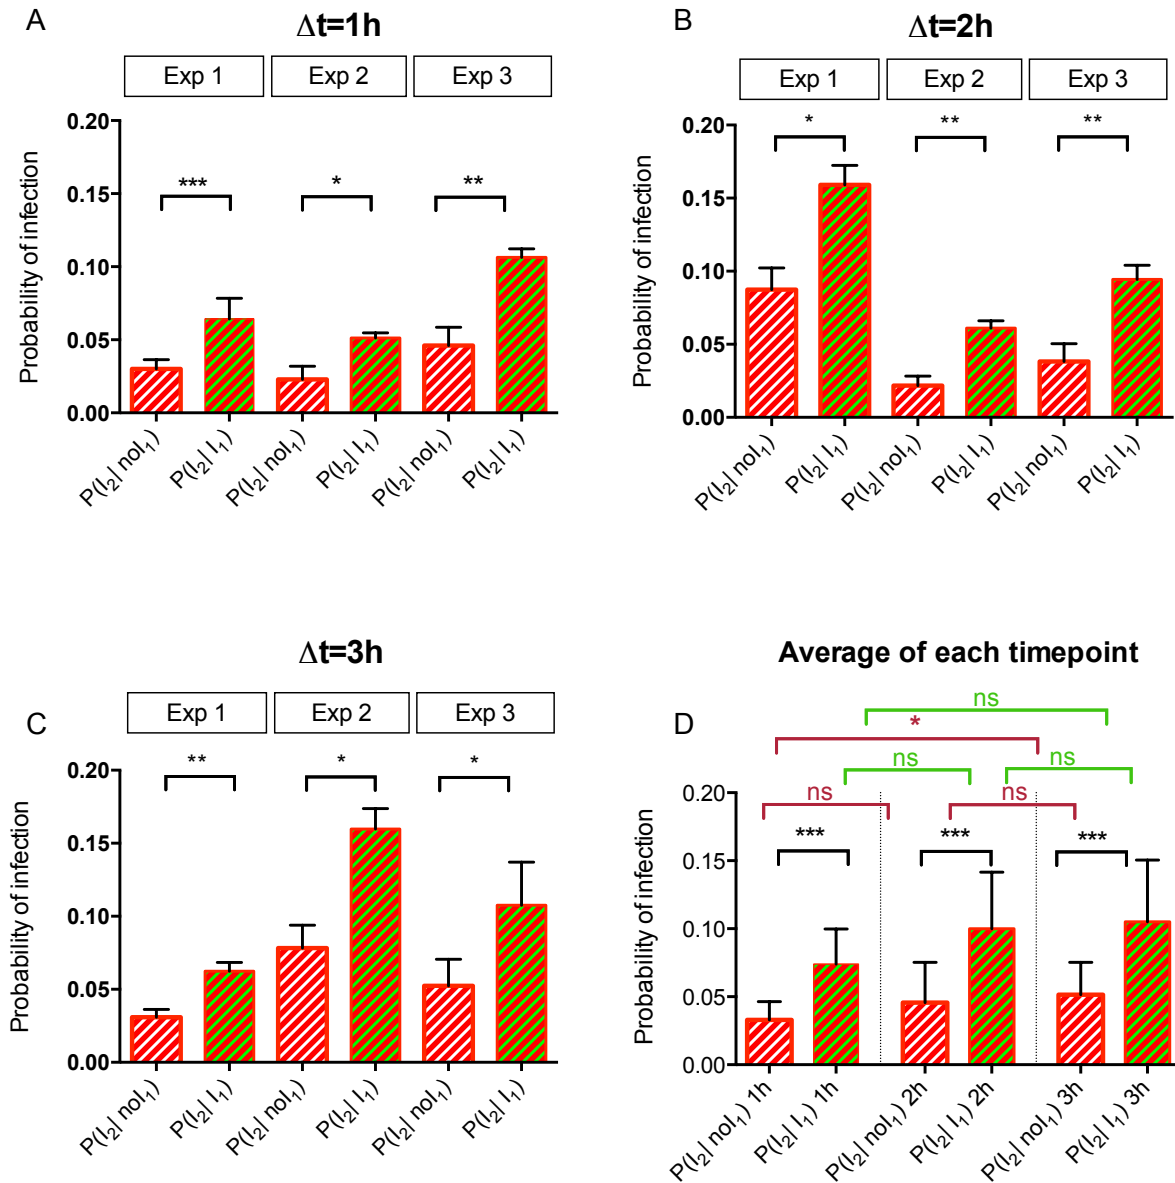 A
Δt=1h
Exp 1 Exp 2 Exp 3
Probability of infection
0.20
0.15
0.10
0.05
0.00
*** * **
P(I₂| noI₁) P(I₂| I₁) P(I₂| noI₁) P(I₂| I₁) P(I₂| noI₁) P(I₂| I₁)
B
Δt=2h
Exp 1 Exp 2 Exp 3
Probability of infection
0.20
0.15
0.10
0.05
0.00
* ** **
P(I₂| noI₁) P(I₂| I₁) P(I₂| noI₁) P(I₂| I₁) P(I₂| noI₁) P(I₂| I₁)
C
Δt=3h
Exp 1 Exp 2 Exp 3
Probability of infection
0.20
0.15
0.10
0.05
0.00
** * *
P(I₂| noI₁) P(I₂| I₁) P(I₂| noI₁) P(I₂| I₁) P(I₂| noI₁) P(I₂| I₁)
D
Average of each timepoint
ns
*
ns ns
ns ns
*** *** ***
Probability of infection
0.20
0.15
0.10
0.05
0.00
P(I₂| noI₁) 1h P(I₂| I₁) 1h P(I₂| noI₁) 2h P(I₂| I₁) 2h P(I₂| noI₁) 3h P(I₂| I₁) 3h